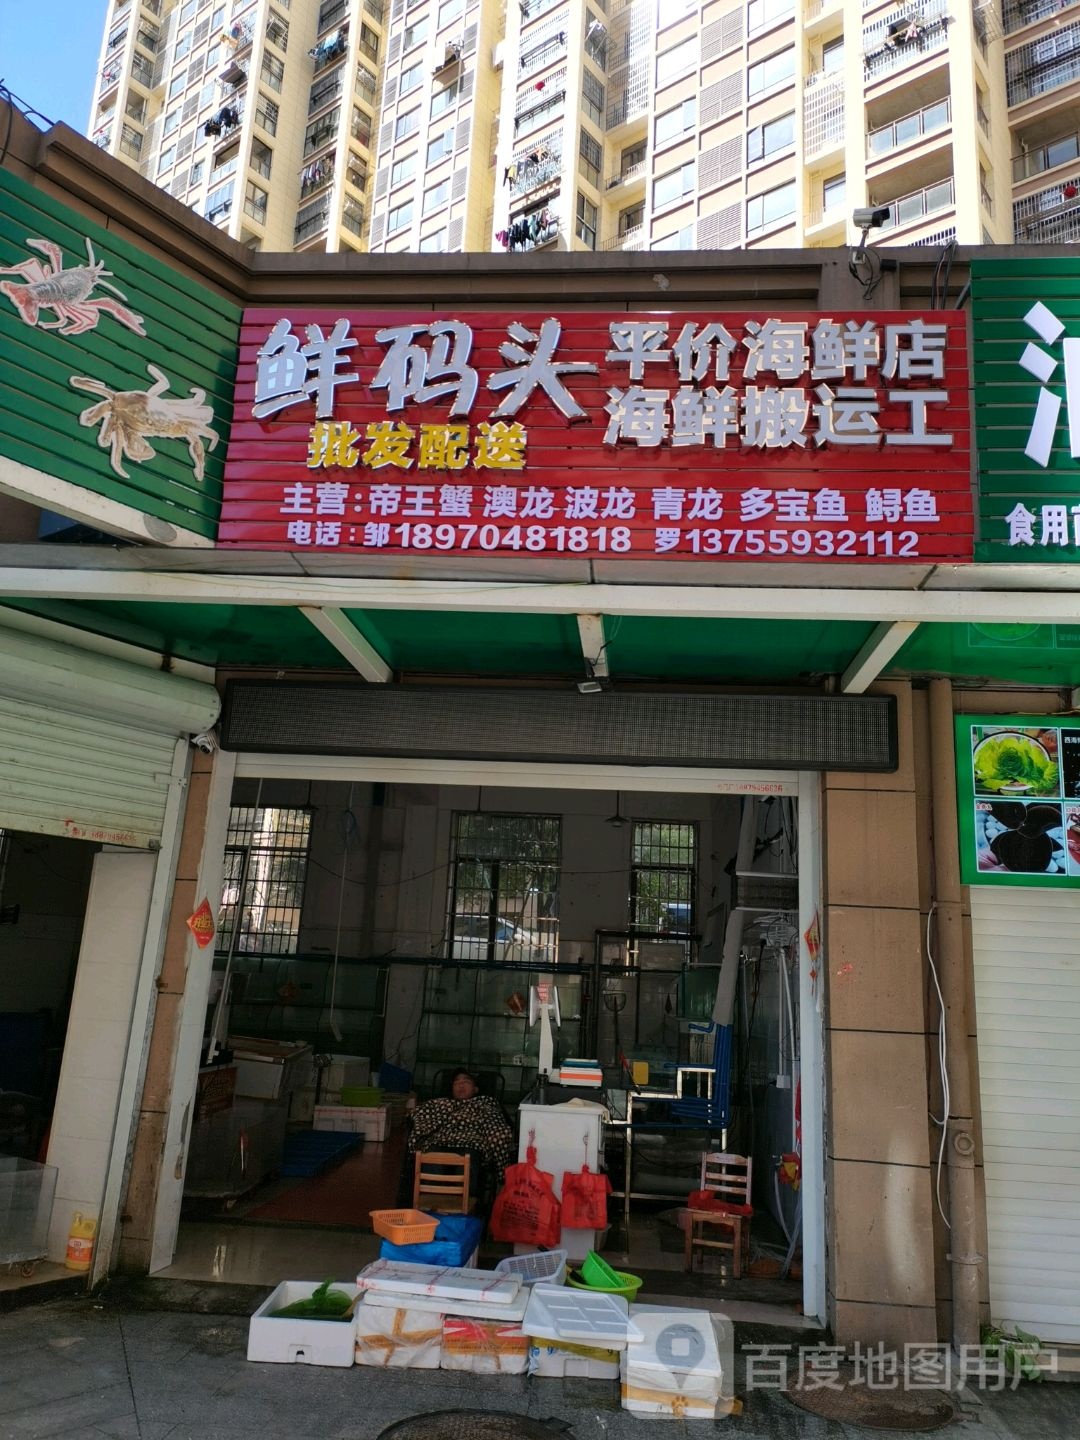 鲜码头
批发配送
平价海鲜店
海鲜搬运工
主营:帝王蟹 澳龙 波龙 青龙 多宝鱼 鲟鱼
电话:邹18970481818 罗13755932112
食用
百度地图用户